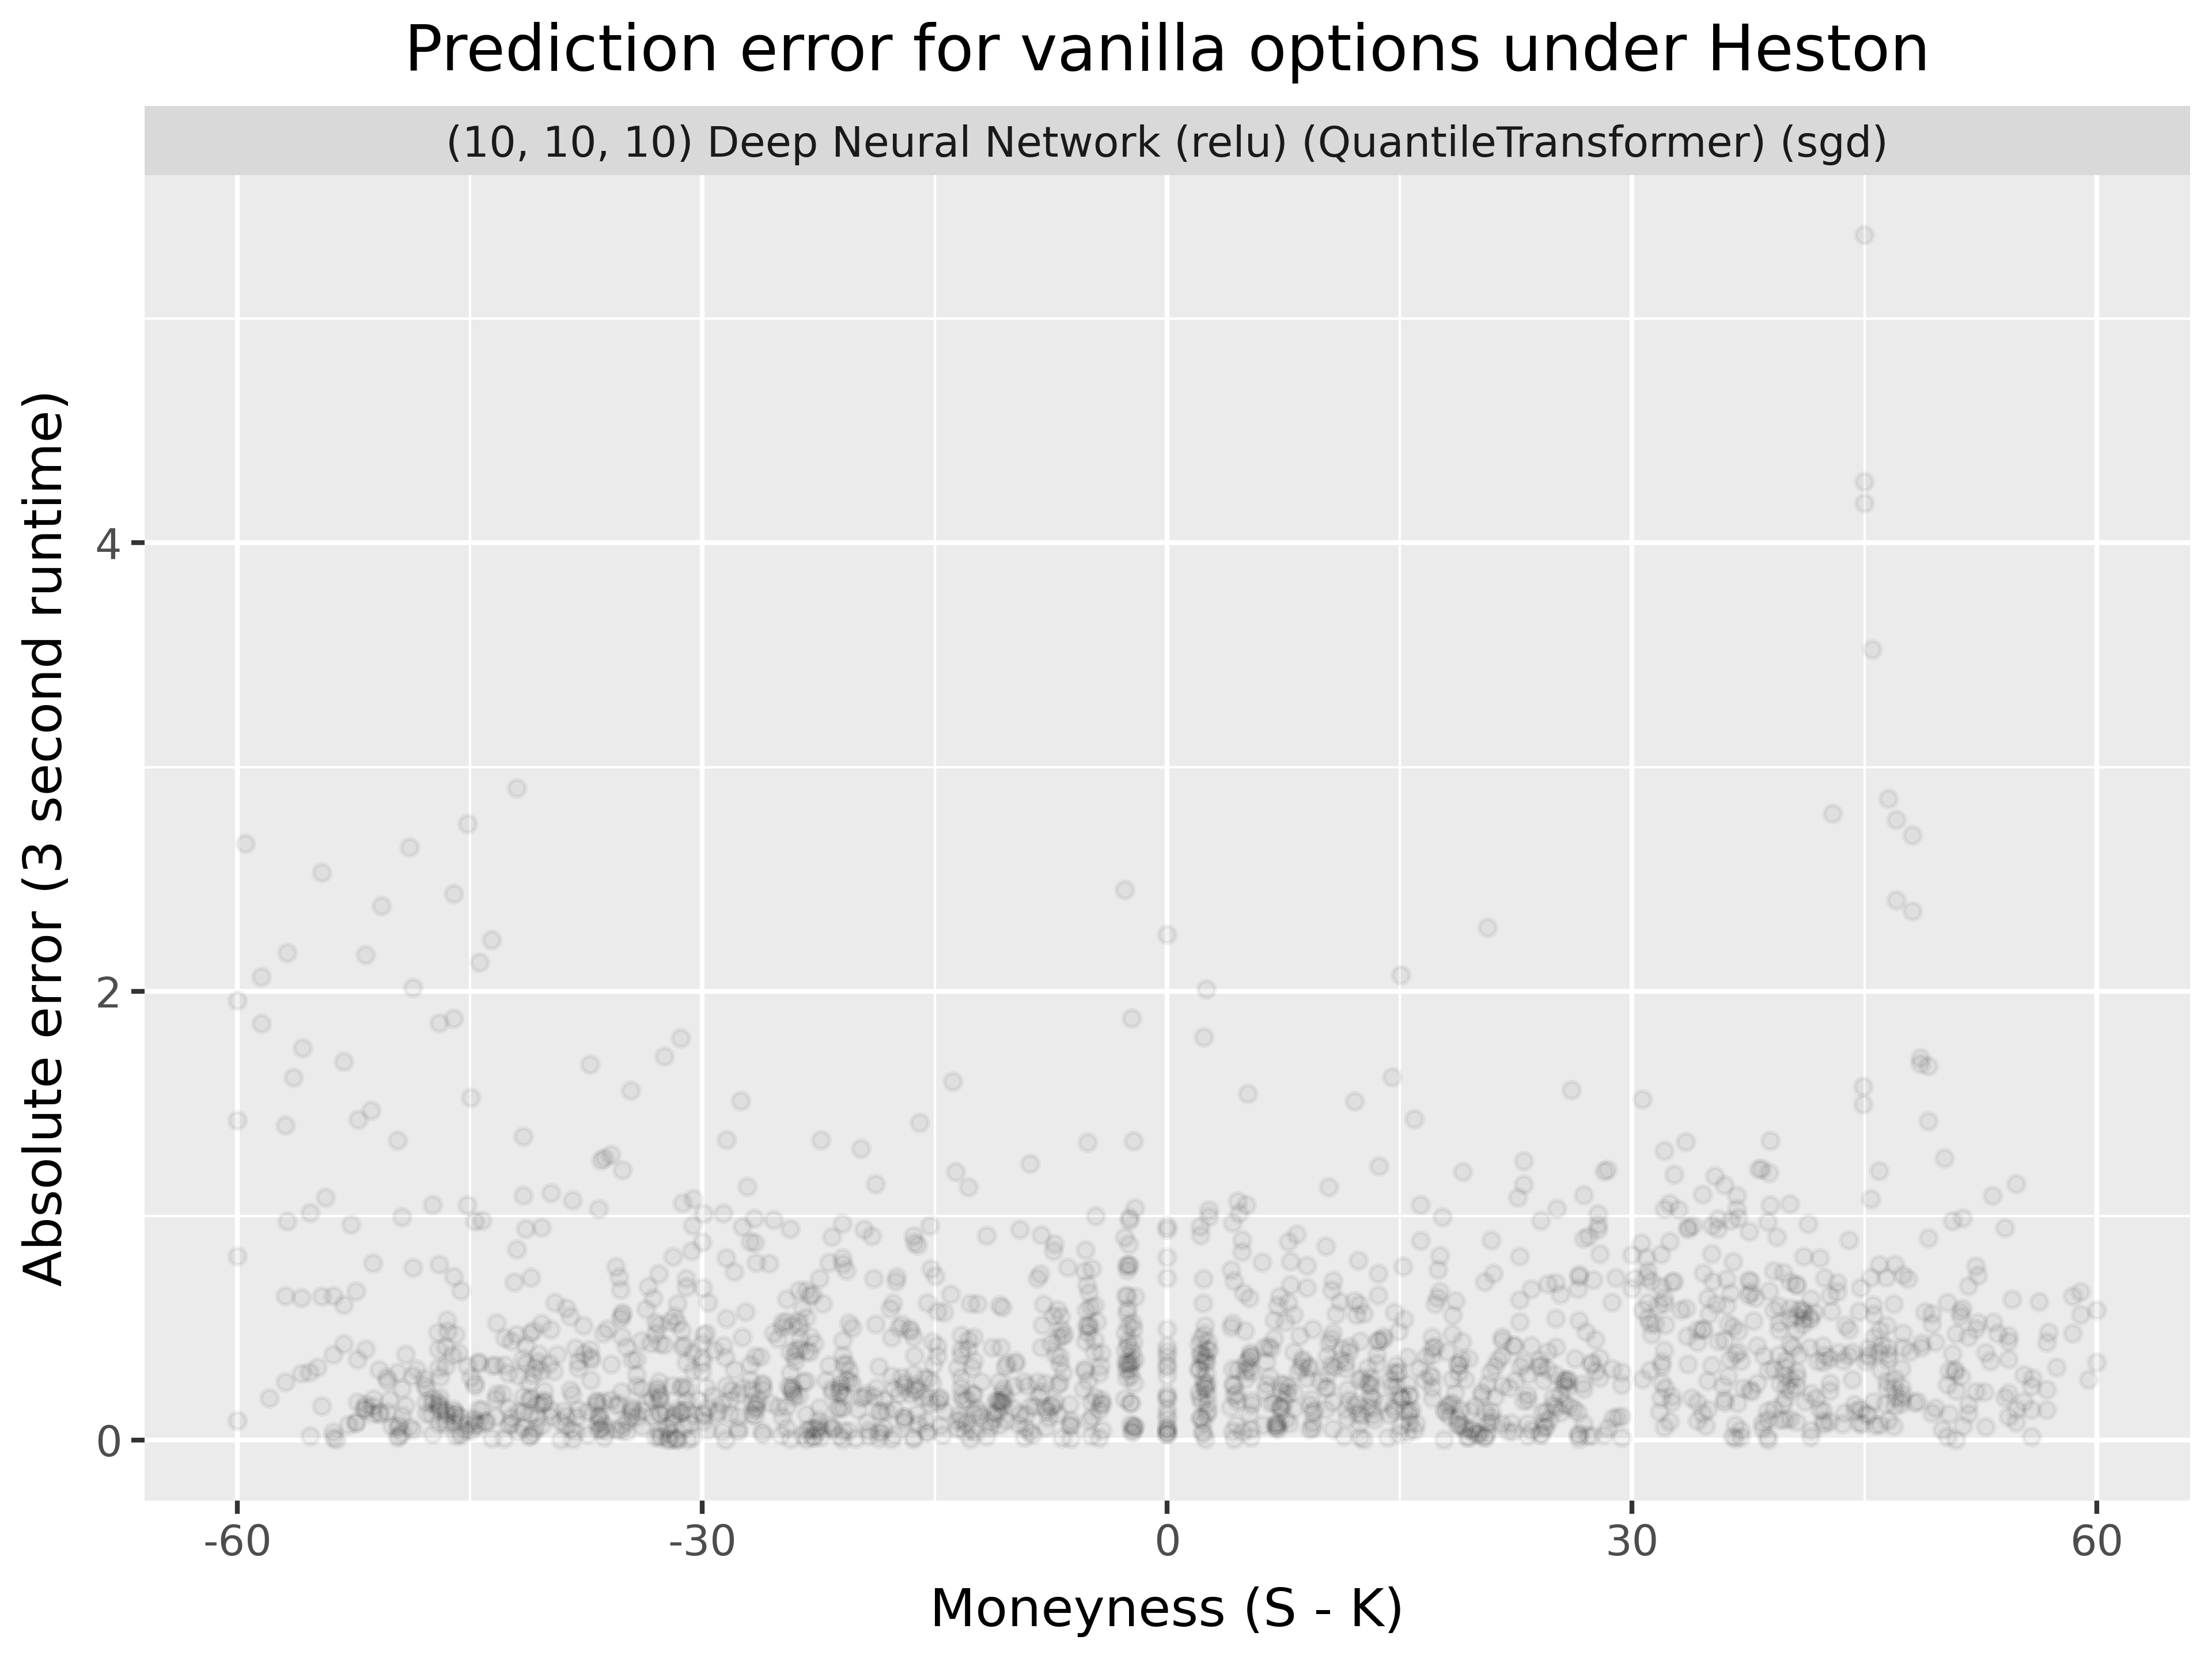 Prediction error for vanilla options under Heston
(10, 10, 10) Deep Neural Network (relu) (QuantileTransformer) (sgd)
Absolute error (3 second runtime)
4
2
0
-60
-30
0
30
60
Moneyness (S - K)